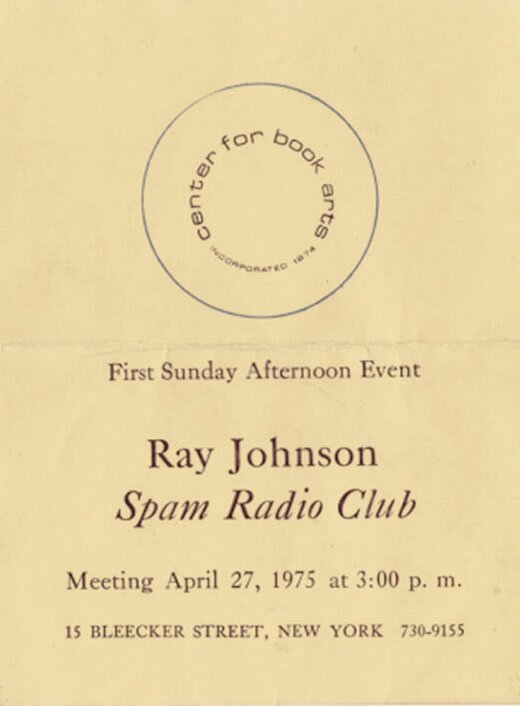 center for book arts
INCORPORATED 1974
First Sunday Afternoon Event
Ray Johnson
Spam Radio Club
Meeting April 27, 1975 at 3:00 p. m.
15 BLEECKER STREET, NEW YORK 730-9155